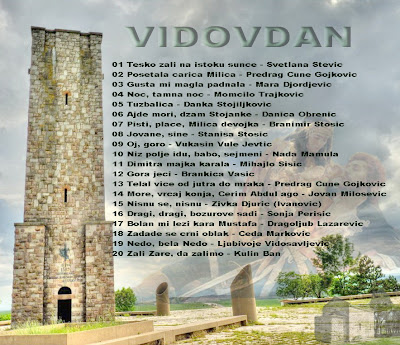 VIDOVDAN
01 Tesko zali na istoku sunce - Svetlana Stevic
02 Posetala carica Milica - Predrag Cune Gojkovic
03 Gusta mi magla padnala - Mara Djordjevic
04 Noc, tamna noc - Momcilo Trajkovic
05 Tuzbalica - Danka Stojiljkovic
06 Ajde mori, dzam Stojanke - Danica Obrenic
07 Pisti, place, Milica devojka - Branimir Stosic
08 Jovane, sine - Stanisa Stosic
09 Oj, goro - Vukasin Vule Jevtic
10 Niz polje idu, babo, sejmeni - Nada Mamula
11 Dimitra majka karala - Mihajlo Sisic
12 Gora jeci - Brankica Vasic
13 Telal vice od jutra do mraka - Predrag Cune Gojkovic
14 More, vrcaj konja, Cerim Abdul ago - Jovan Milosevic
15 Nisnu se, nisnu - Zivka Djuric (Ivanovic)
16 Dragi, dragi, bozurove sadi - Sonja Perisic
17 Bolan mi lezi kara Mustafa - Dragoljub Lazarevic
18 Zadade se crni oblak - Ceda Markovic
19 Nedo, bela Nedo - Ljubivoje Vidosavljevic
20 Zali Zare, da zalimo - Kulin Ban